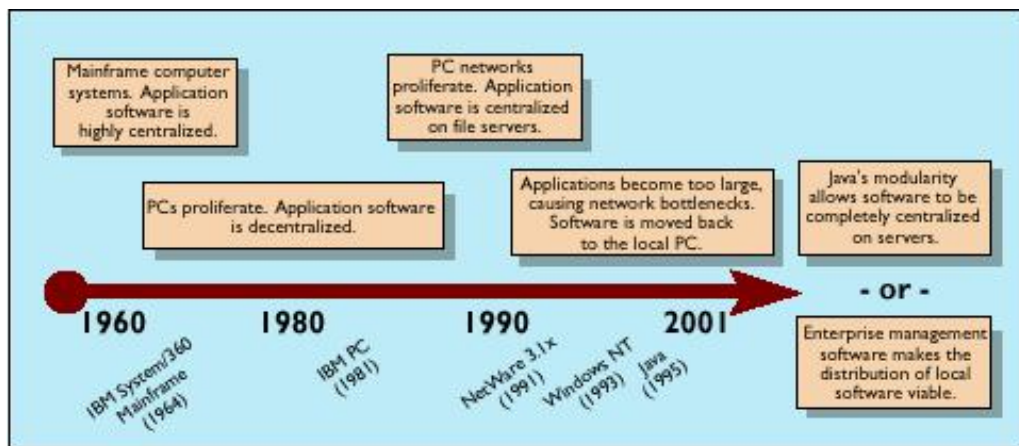 Mainframe computer
systems. Application
software is
highly centralized.
PC networks
proliferate. Application
software is centralized
on file servers.
PCs proliferate. Application software
is decentralized.
Applications become too large,
causing network bottlenecks.
Software is moved back
to the local PC.
Java's modularity
allows software to be
completely centralized
on servers.
- or -
Enterprise management
software makes the
distribution of local
software viable.
1960
1980
1990
2001
IBM System/360
Mainframe
(1964)
IBM PC
(1981)
NetWare 3.1x
(1991)
Windows NT
(1993)
Java
(1995)